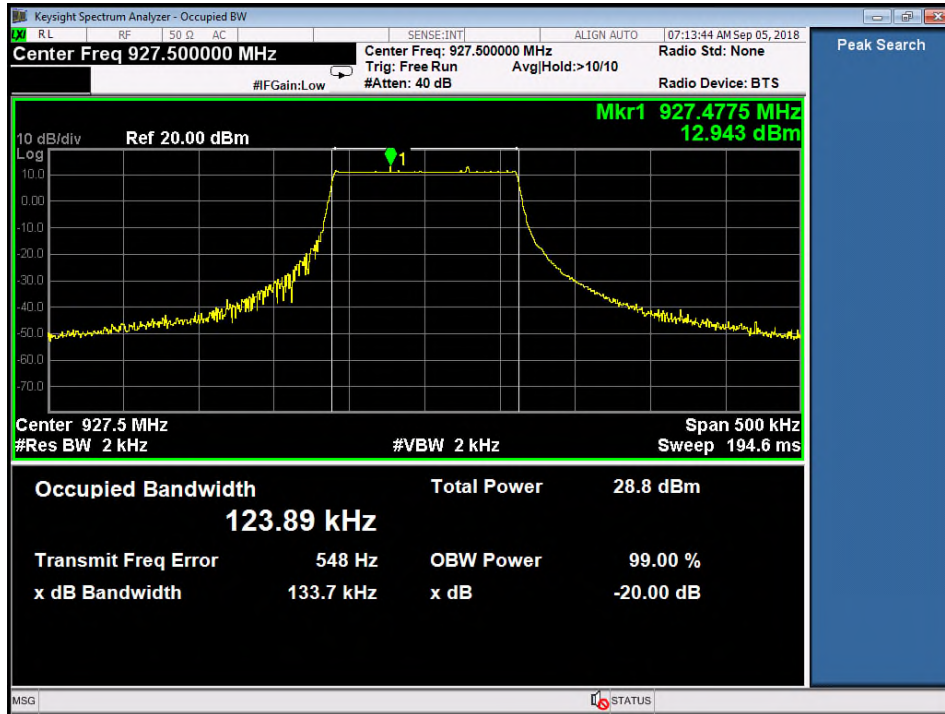 Keysight Spectrum Analyzer - Occupied BW
LXI RL RF 50 Ω AC SENSE:INT ALIGN AUTO 07:13:44 AM Sep 05, 2018
Center Freq 927.500000 MHz
Center Freq: 927.500000 MHz
Radio Std: None
Trig: Free Run Avg|Hold:>10/10
#IFGain:Low
#Atten: 40 dB
Radio Device: BTS
Peak Search
Mkr1 927.4775 MHz
12.943 dBm
10 dB/div Ref 20.00 dBm
Log
10.0
0.00
-10.0
-20.0
-30.0
-40.0
-50.0
-60.0
-70.0
1
Center 927.5 MHz Span 500 kHz
#Res BW 2 kHz #VBW 2 kHz Sweep 194.6 ms
Occupied Bandwidth Total Power 28.8 dBm
123.89 kHz
Transmit Freq Error 548 Hz OBW Power 99.00 %
x dB Bandwidth 133.7 kHz x dB -20.00 dB
MSG STATUS